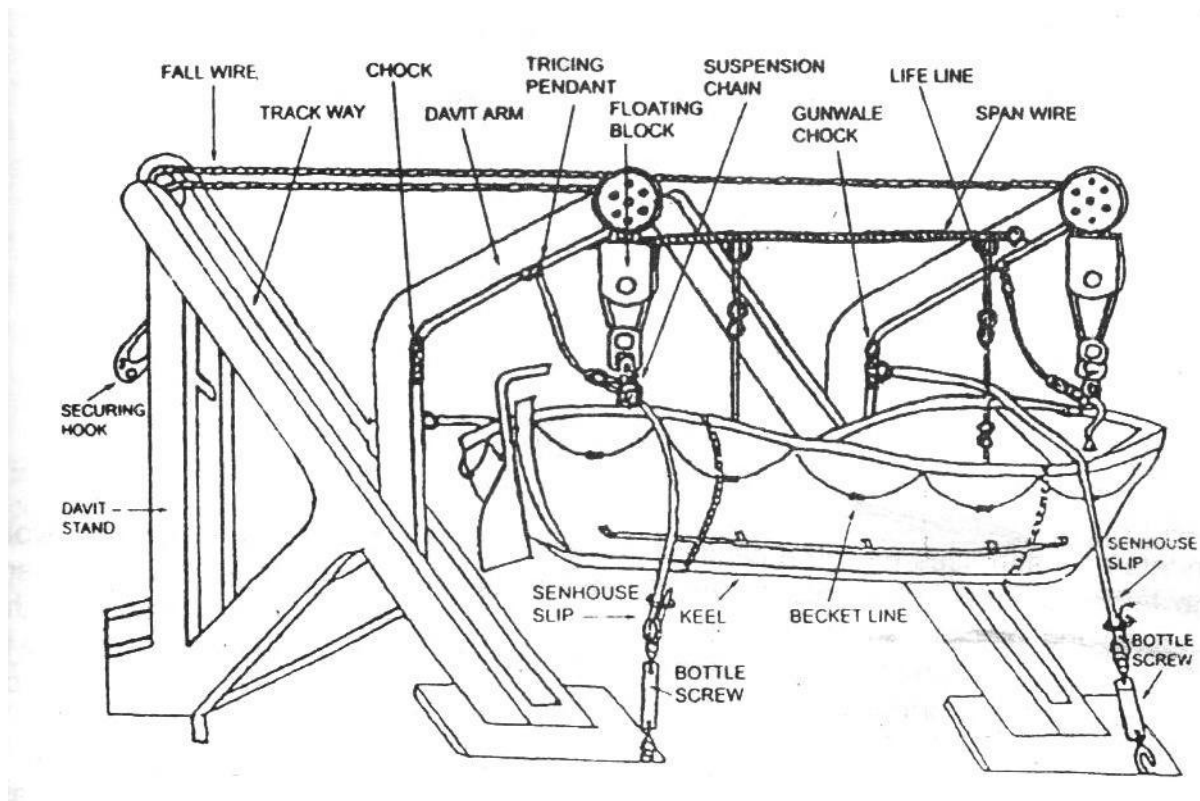 FALL WIRE
TRACK WAY
CHOCK
DAVIT ARM
TRICING
PENDANT
FLOATING
BLOCK
SUSPENSION
CHAIN
GUNWALE
CHOCK
LIFE LINE
SPAN WIRE
SECURING
HOOK
DAVIT
STAND
SENHOUSE
SLIP
KEEL
BECKET LINE
SENHOUSE
SLIP
BOTTLE
SCREW
BOTTLE
SCREW